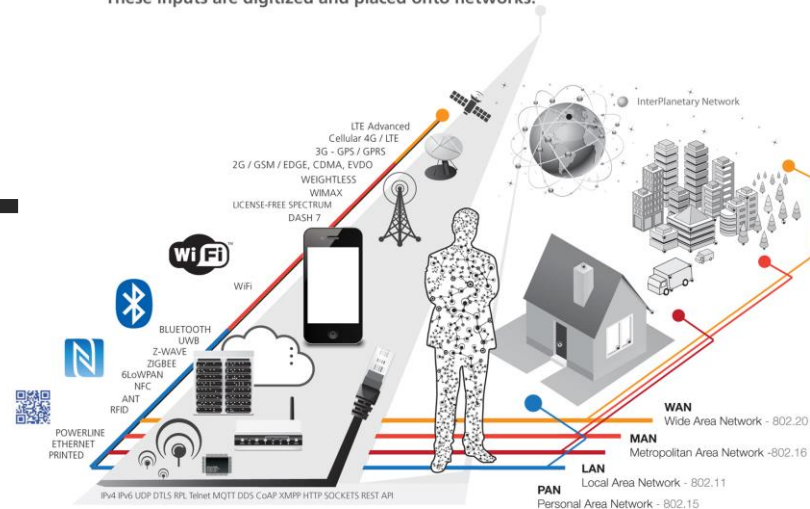 These inputs are digitized and placed onto networks.
InterPlanetary Network
LTE Advanced
Cellular 4G / LTE
3G - GPS / GPRS
2G / GSM / EDGE, CDMA, EVDO
WEIGHTLESS
WIMAX
LICENSE-FREE SPECTRUM
DASH 7
WiFi
WiFi
BLUETOOTH
UWB
Z-WAVE
ZIGBEE
6LoWPAN
NFC
ANT
RFID
POWERLINE
ETHERNET
PRINTED
WAN
Wide Area Network - 802.20
MAN
Metropolitan Area Network -802.16
LAN
Local Area Network - 802.11
PAN
Personal Area Network - 802.15
IPv4 IPv6 UDP DTLS RPL Telnet MQTT DDS CoAP XMPP HTTP SOCKETS REST API